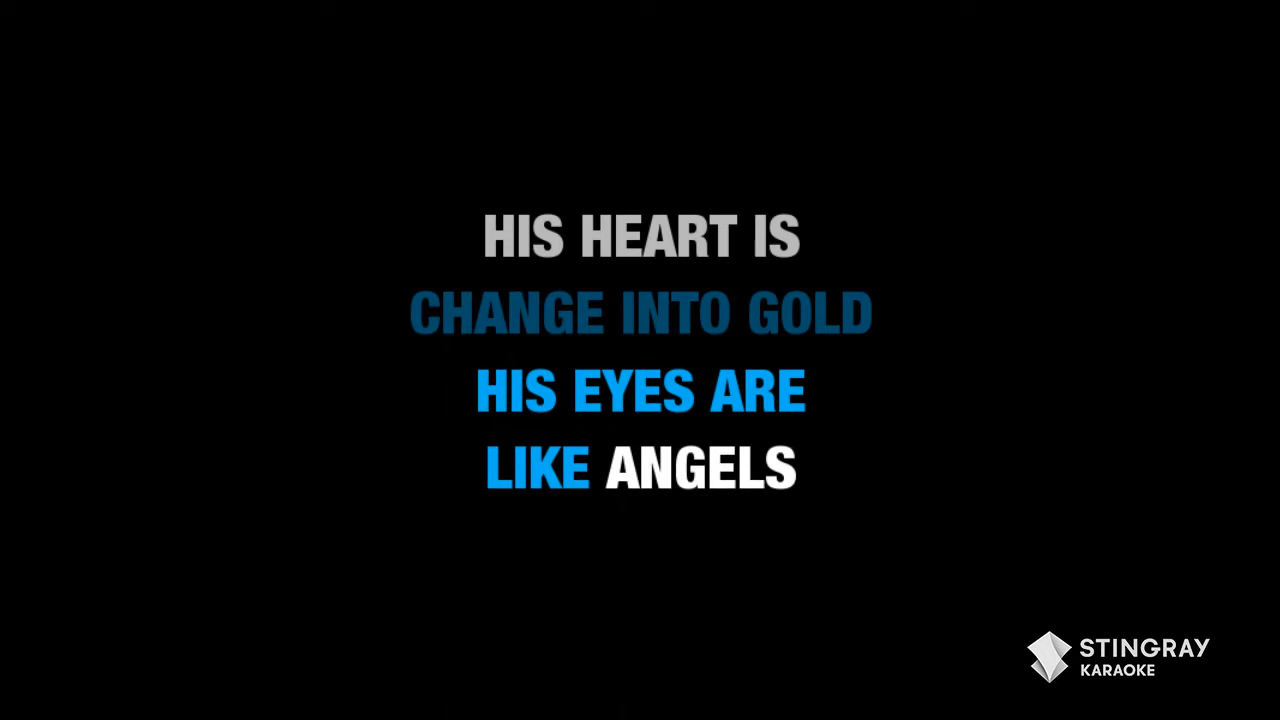 HIS HEART IS
CHANGE INTO GOLD
HIS EYES ARE
LIKE ANGELS
STINGRAY
KARAOKE